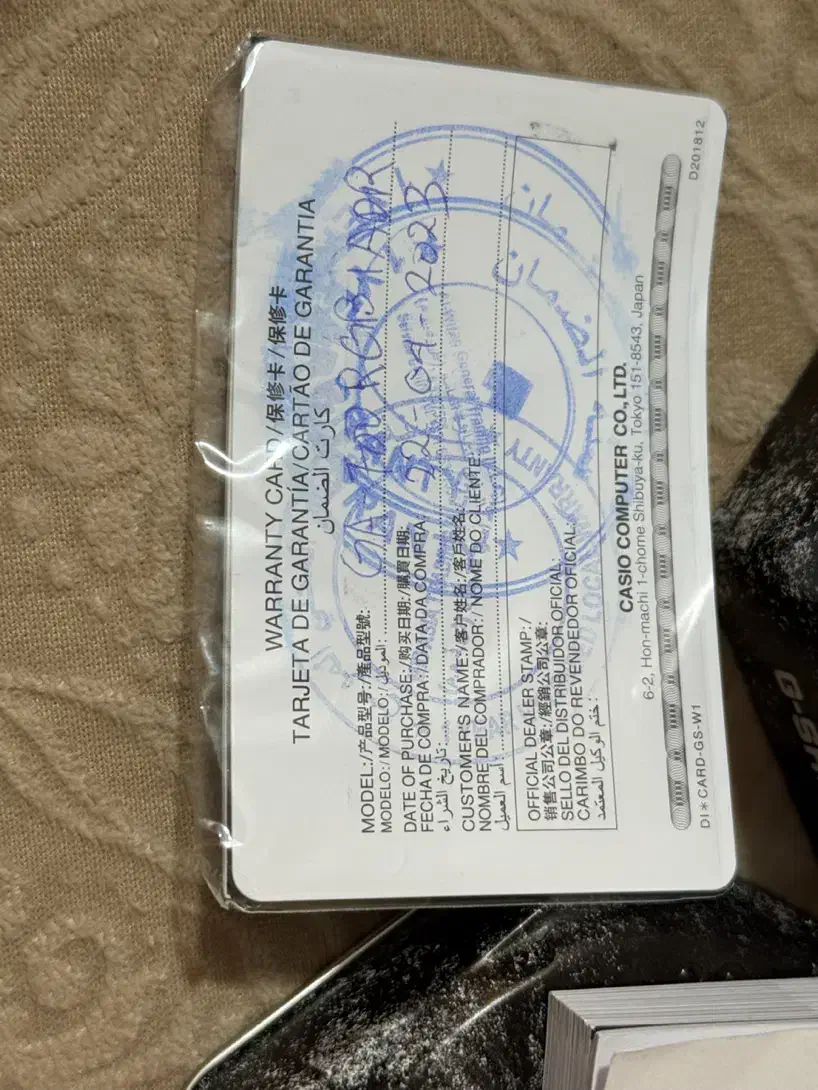 WARRANTY CARD/保修卡/保修卡
TARJETA DE GARANTÍA/CARTÃO DE GARANTIA
كارت الضمان
MODEL:/产品型号:/產品型號:
MODELO:/MODELO:/الموديل:
DATE OF PURCHASE:/购买日期:/購買日期:
22-04-202
FECHA DE COMPRA:/DATA DA COMPRA:
تاريخ الشراء:
CUSTOMER'S NAME:/客户姓名:/客戶姓名:
NOMBRE DEL COMPRADOR:/NOME DO CLIENTE:
اسم العميل:
OFFICIAL DEALER STAMP:/
销售公司公章:/經銷公司公章:
SELLO DEL DISTRIBUIDOR OFICIAL:
CARIMBO DO REVENDEDOR OFICIAL:
ختم الوكيل المعتمد:
الضمان
WARRANTY
CASIO COMPUTER CO., LTD.
6-2, Hon-machi 1-chome Shibuya-ku, Tokyo 151-8543, Japan
DI＊CARD-GS-W1
D201812